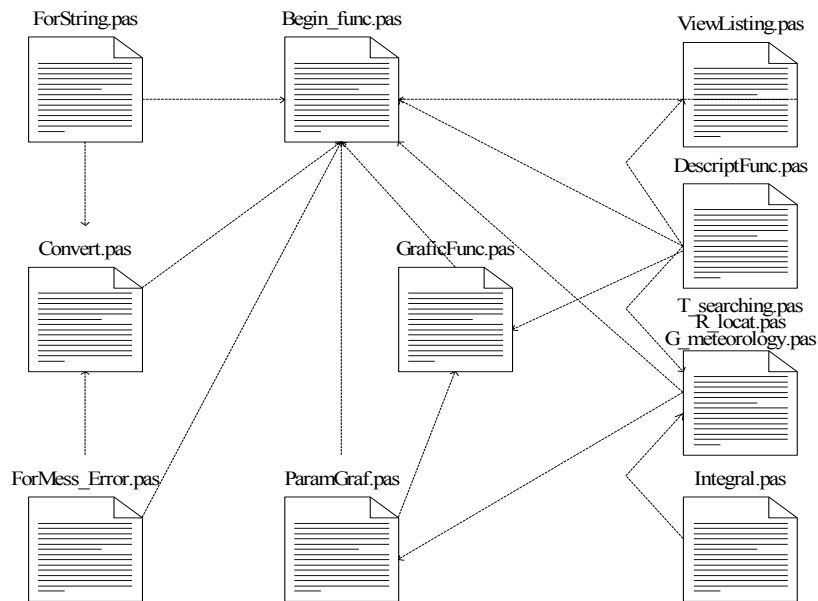 ForString.pas
Begin_func.pas
ViewListing.pas
DescriptFunc.pas
Convert.pas
GraficFunc.pas
T_searching.pas
R_locat.pas
G_meteorology.pas
ForMess_Error.pas
ParamGraf.pas
Integral.pas